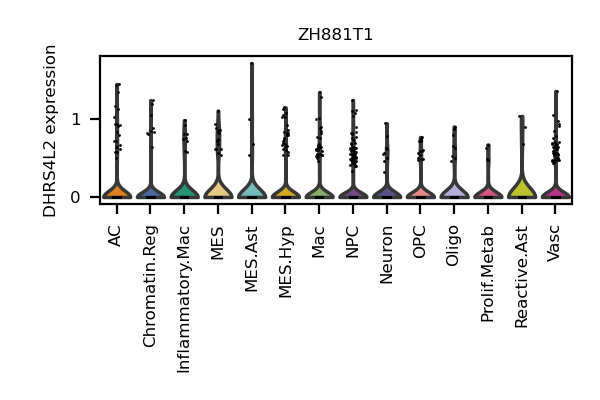 ZH881T1
DHRS4L2 expression
1
0
AC
Chromatin.Reg
Inflammatory.Mac
MES
MES.Ast
MES.Hyp
Mac
NPC
Neuron
OPC
Oligo
Prolif.Metab
Reactive.Ast
Vasc